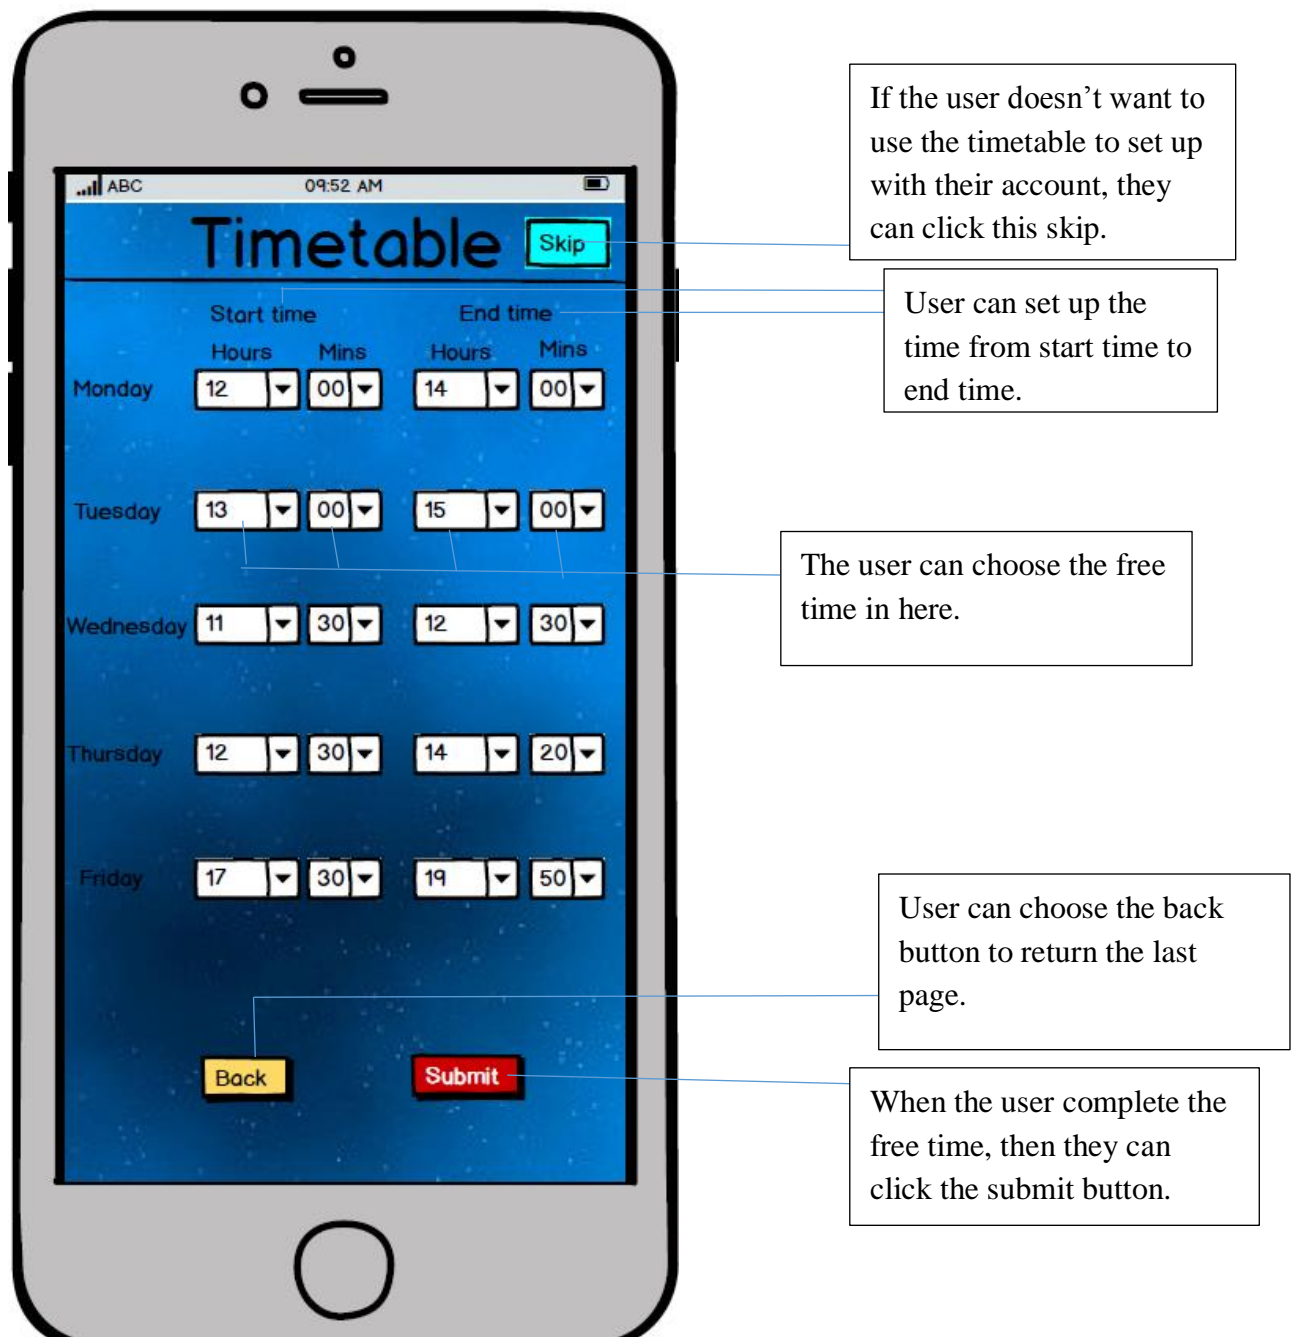 ABC 09:52 AM
Timetable Skip
Start time End time
Hours Mins Hours Mins
Monday 12 00 14 00
Tuesday 13 00 15 00
Wednesday 11 30 12 30
Thursday 12 30 14 20
Friday 17 30 19 50
Back Submit
If the user doesn’t want to
use the timetable to set up
with their account, they
can click this skip.
User can set up the
time from start time to
end time.
The user can choose the free
time in here.
User can choose the back
button to return the last
page.
When the user complete the
free time, then they can
click the submit button.